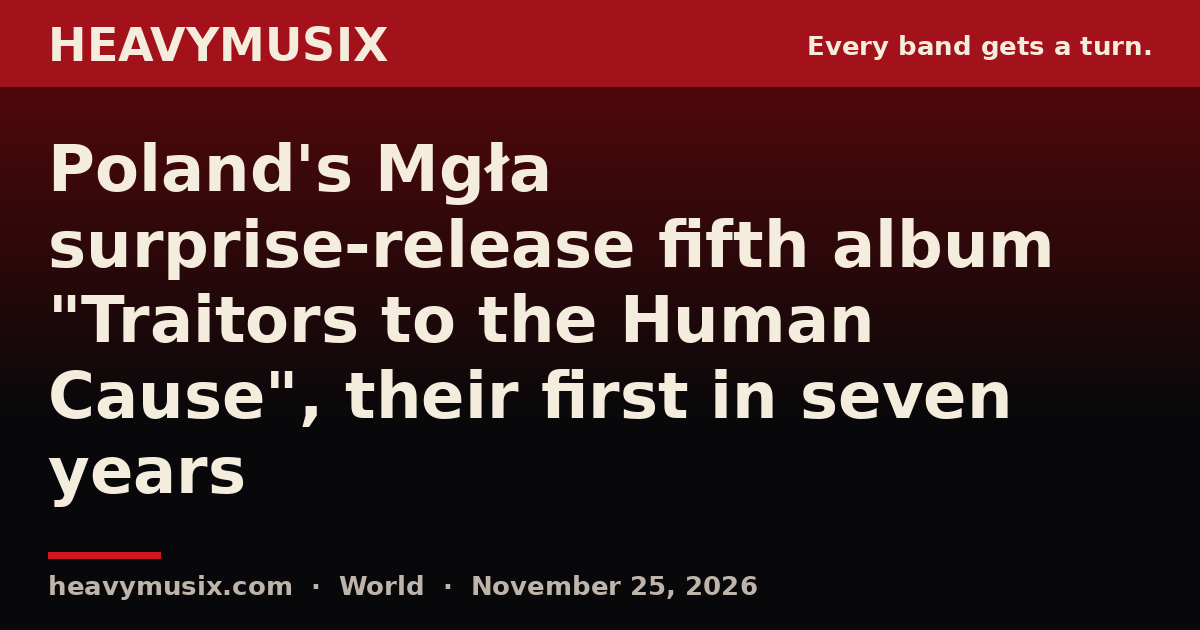 HEAVYMUSIX
Every band gets a turn.
Poland's Mgła
surprise-release fifth album
"Traitors to the Human
Cause", their first in seven
years
heavymusix.com · World · November 25, 2026